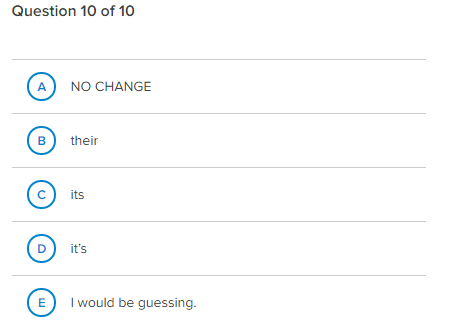 Question 10 of 10
A NO CHANGE
B their
C its
D it's
E I would be guessing.